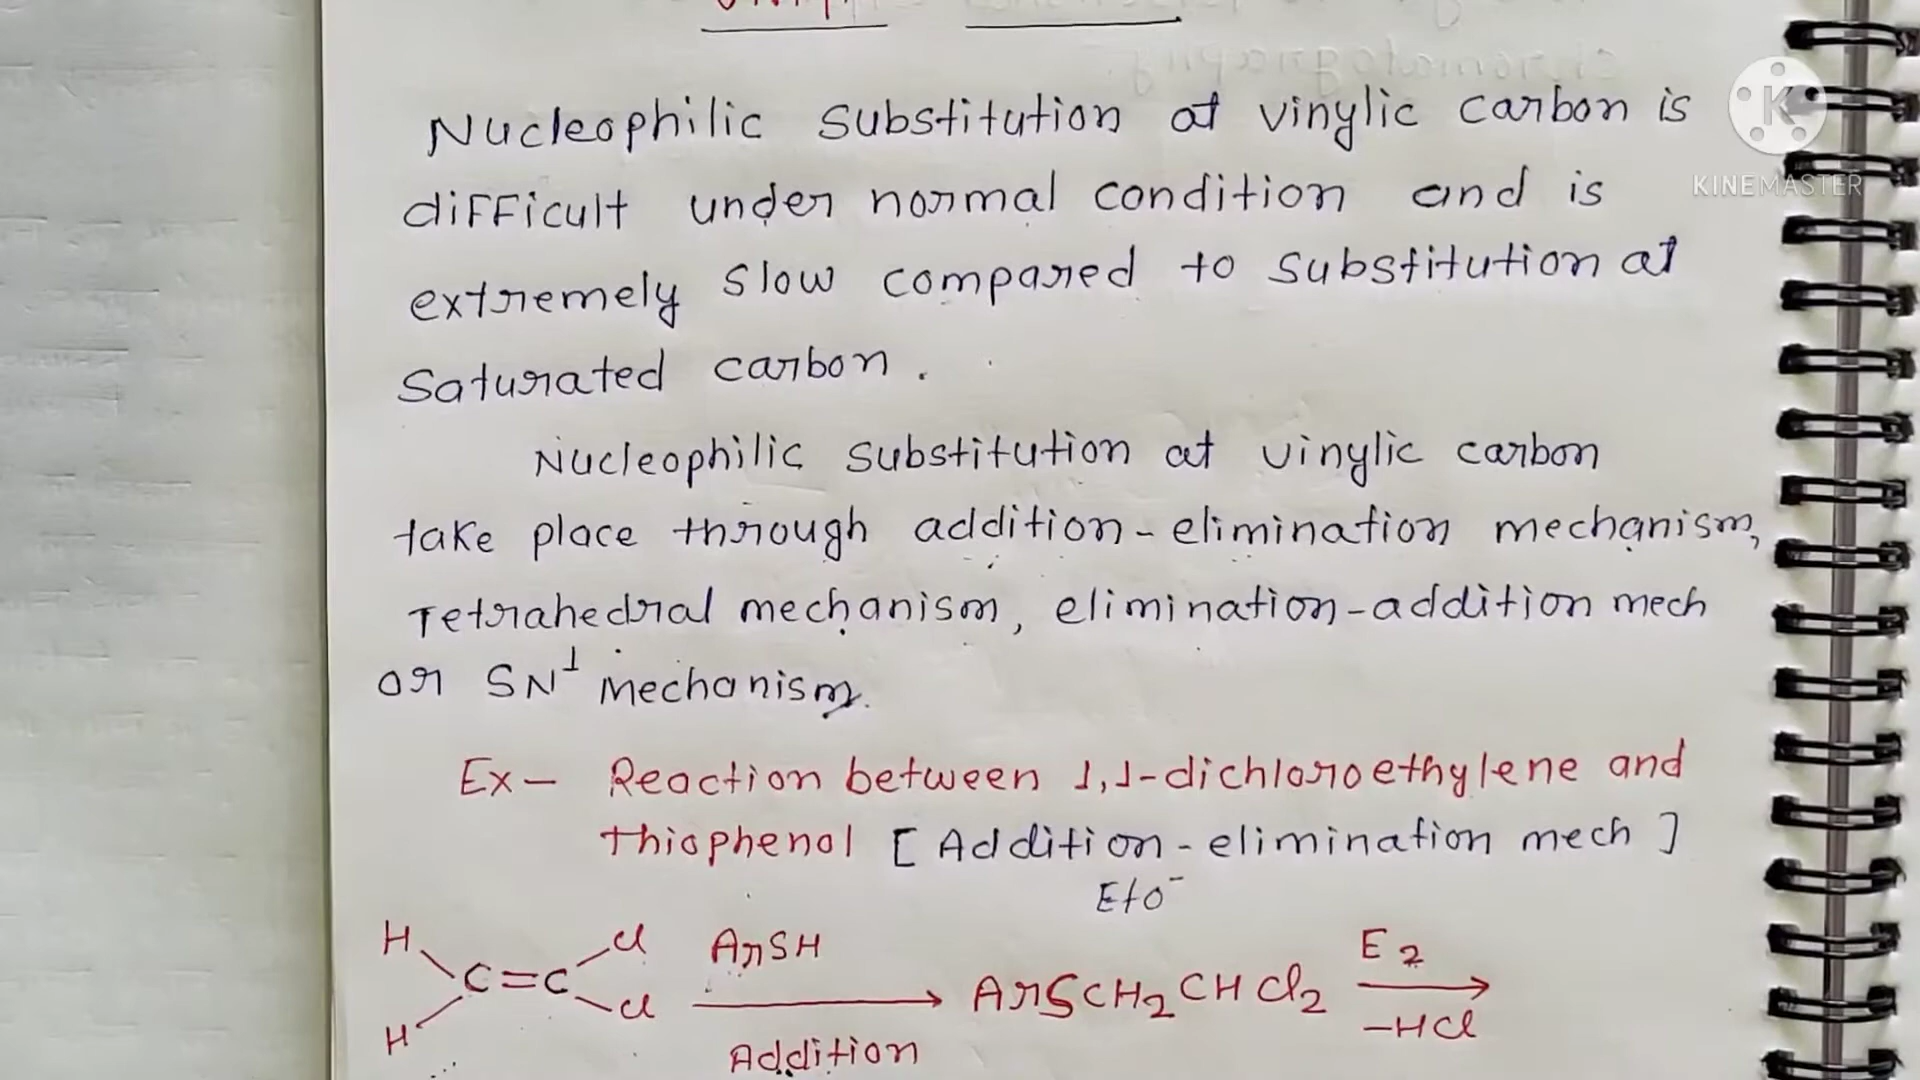 Nucleophilic substitution at vinylic carbon is
difficult under normal condition and is
extremely slow compared to substitution at
saturated carbon.
Nucleophilic substitution at vinylic carbon
take place through addition-elimination mechanism,
Tetrahedral mechanism, elimination-addition mech
or SN¹ mechanism.
Ex- Reaction between 1,1-dichloroethylene and
thiophenol [Addition-elimination mech]
EtO⁻
H Cl ArSH E2
C=C ArSCH₂CHCl₂
H Cl Addition -HCl
KINEMASTER